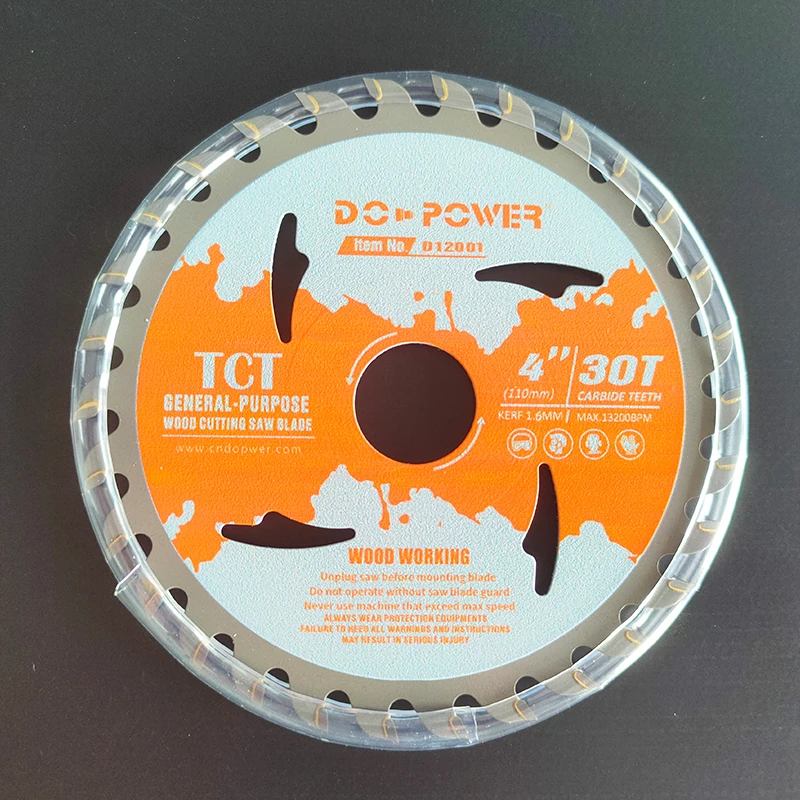 DO-POWER
Item No. D12001
TCT
GENERAL-PURPOSE
WOOD CUTTING SAW BLADE
www.cndopower.com
4" 30T
(110mm) CARBIDE TEETH
KERF 1.6MM / MAX.13200BPM
WOOD WORKING
Unplug saw before mounting blade
Do not operate without saw blade guard
Never use machine that exceed max speed
ALWAYS WEAR PROTECTION EQUIPMENTS
FAILURE TO HEED ALL WARNINGS AND INSTRUCTIONS
MAY RESULT IN SERIOUS INJURY